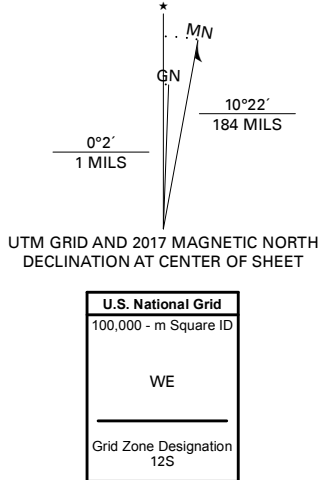 ★
MN
GN
10°22´
184 MILS
0°2´
1 MILS
UTM GRID AND 2017 MAGNETIC NORTH
DECLINATION AT CENTER OF SHEET
U.S. National Grid
100,000 - m Square ID
WE
Grid Zone Designation
12S